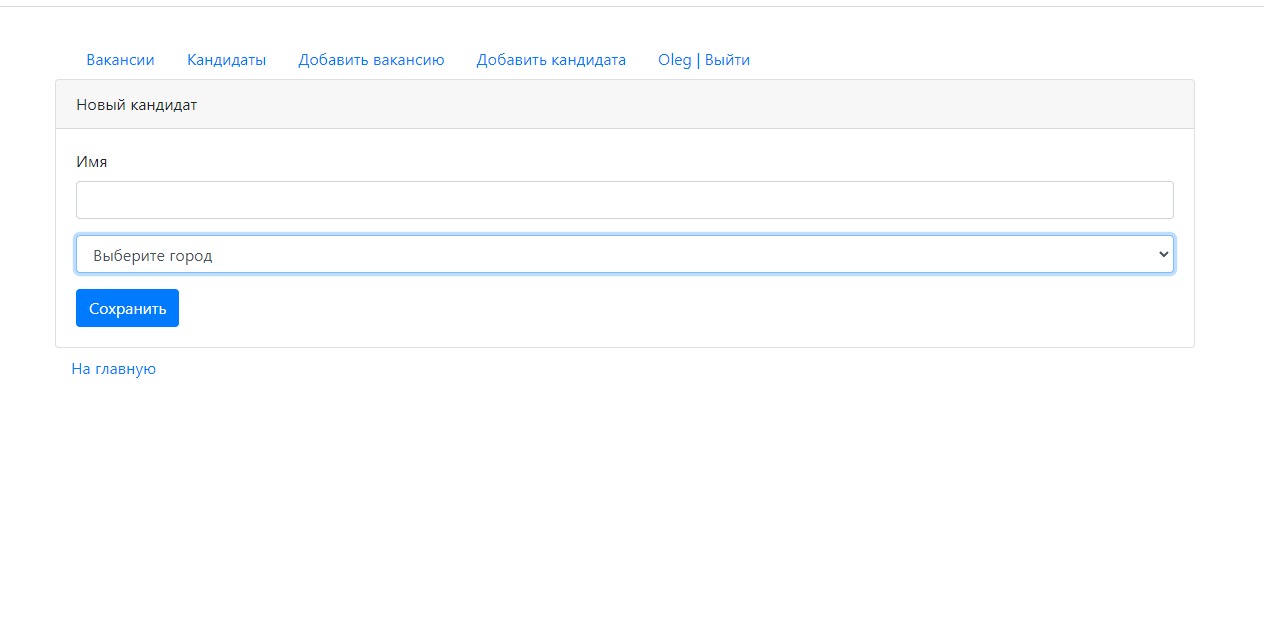 Вакансии Кандидаты Добавить вакансию Добавить кандидата Oleg | Выйти
Новый кандидат
Имя
Выберите город
Сохранить
На главную